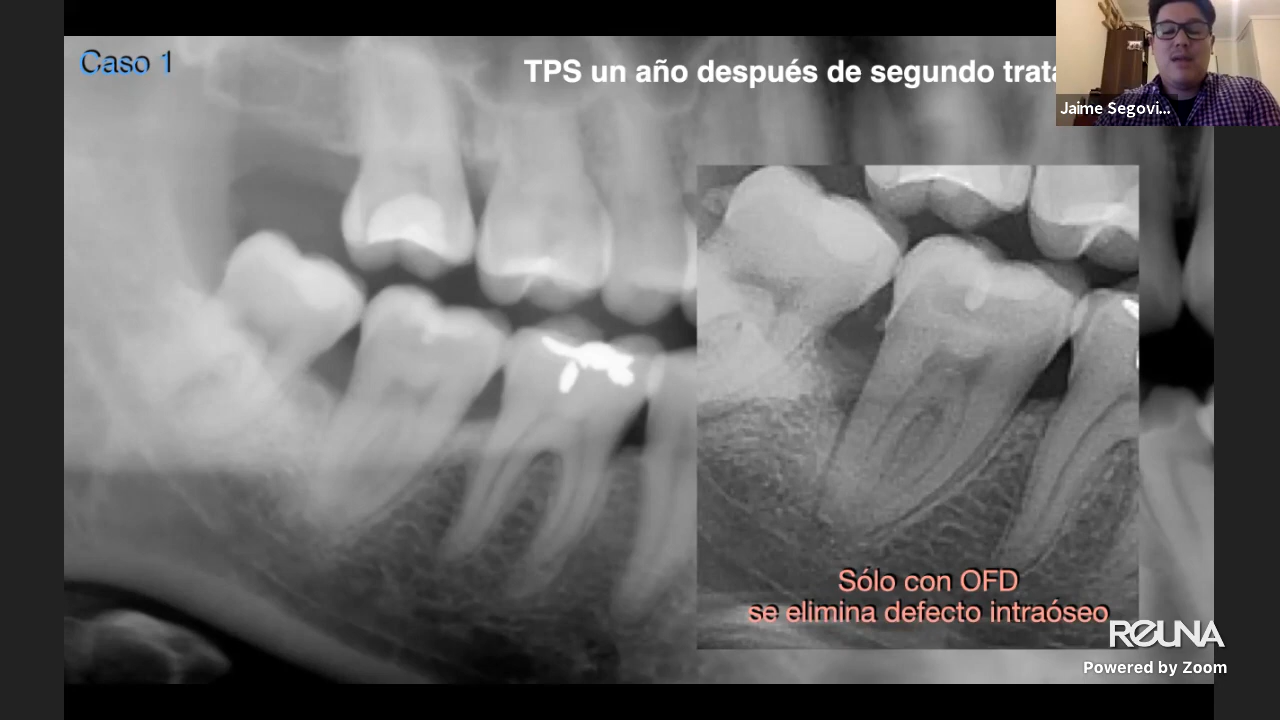 Caso 1
TPS un año después de segundo
Jaime Segovi...
Sólo con OFD
se elimina defecto intraóseo
REUNA
Powered by Zoom